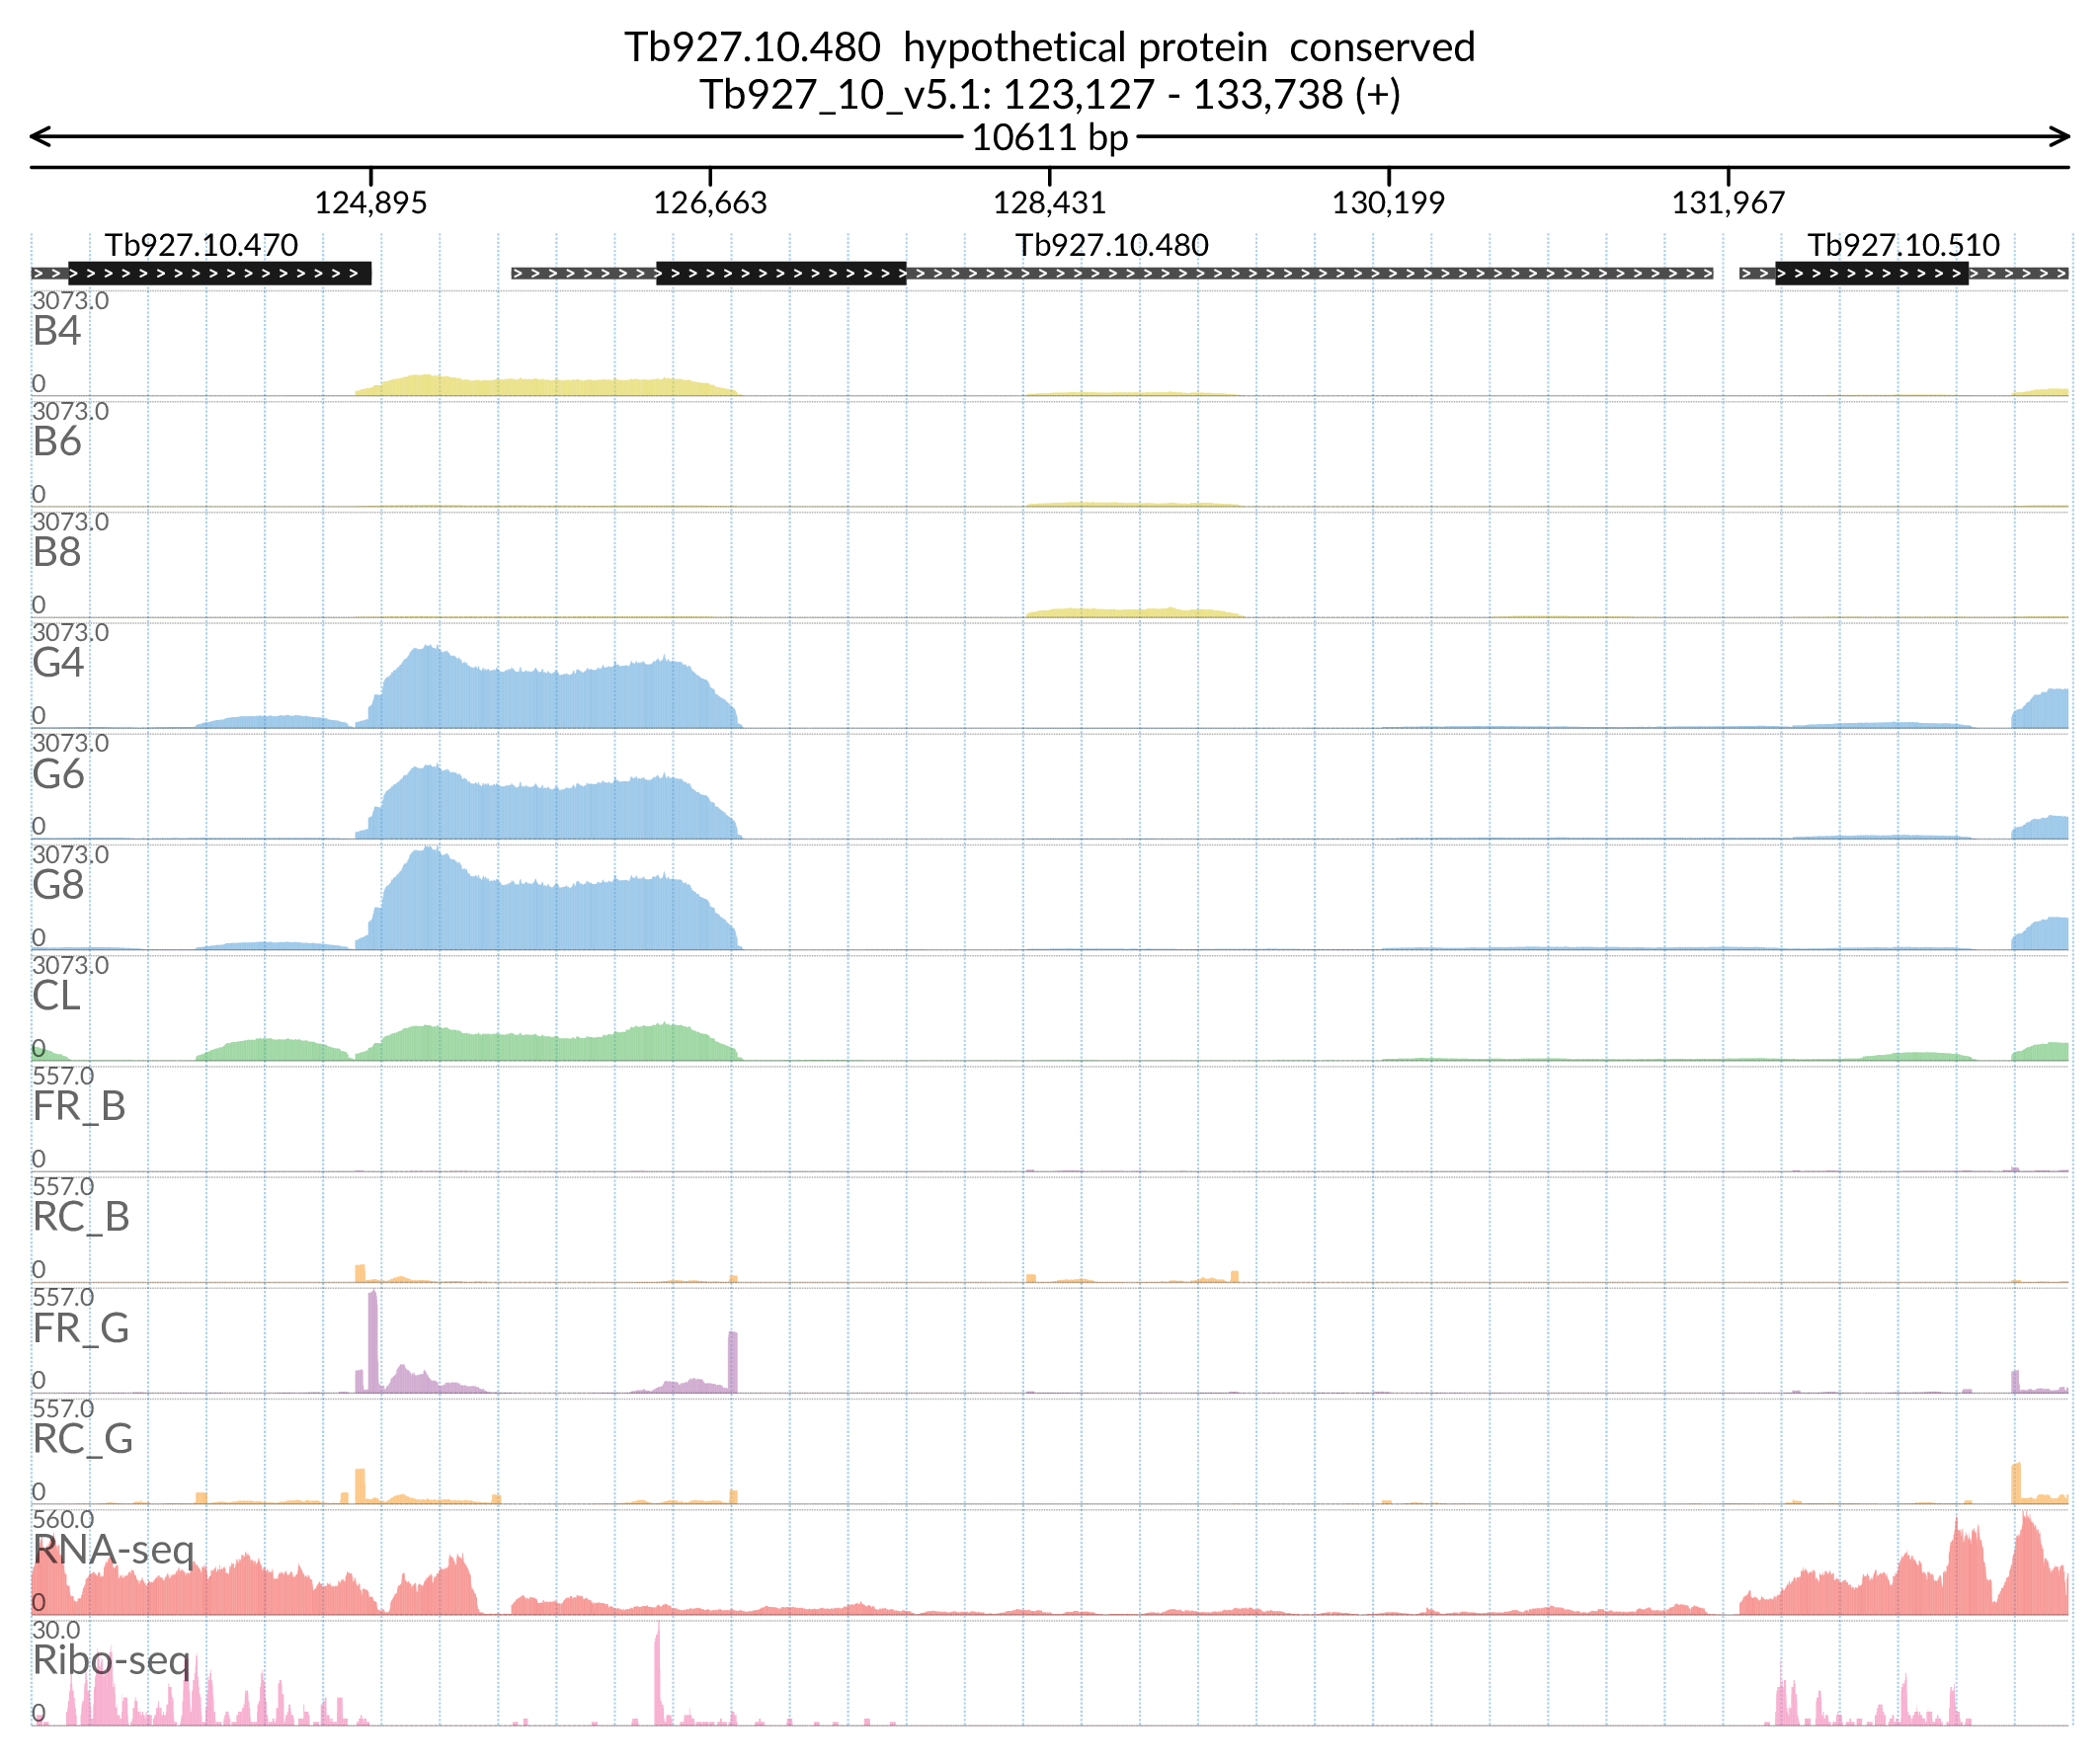 Tb927.10.480  hypothetical protein  conserved
Tb927_10_v5.1: 123,127 - 133,738 (+)
10611 bp
124,895 126,663 128,431 130,199 131,967
Tb927.10.470 Tb927.10.480 Tb927.10.510
3073.0
B4
0
3073.0
B6
0
3073.0
B8
0
3073.0
G4
0
3073.0
G6
0
3073.0
G8
0
3073.0
CL
0
557.0
FR_B
0
557.0
RC_B
0
557.0
FR_G
0
557.0
RC_G
0
560.0
RNA-seq
0
30.0
Ribo-seq
0